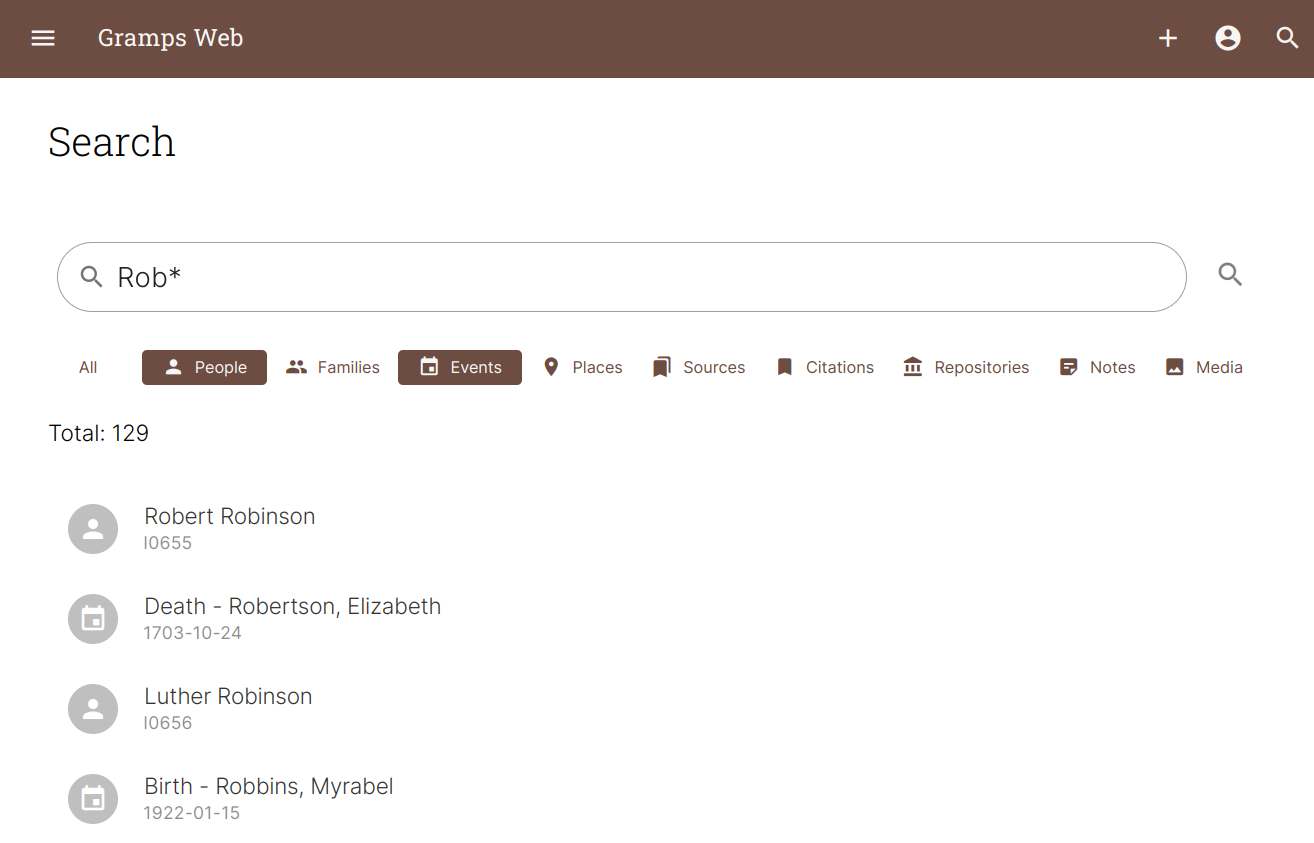 Gramps Web
Search
Rob*
All People Families Events Places Sources Citations Repositories Notes Media
Total: 129
Robert Robinson
I0655
Death - Robertson, Elizabeth
1703-10-24
Luther Robinson
I0656
Birth - Robbins, Myrabel
1922-01-15